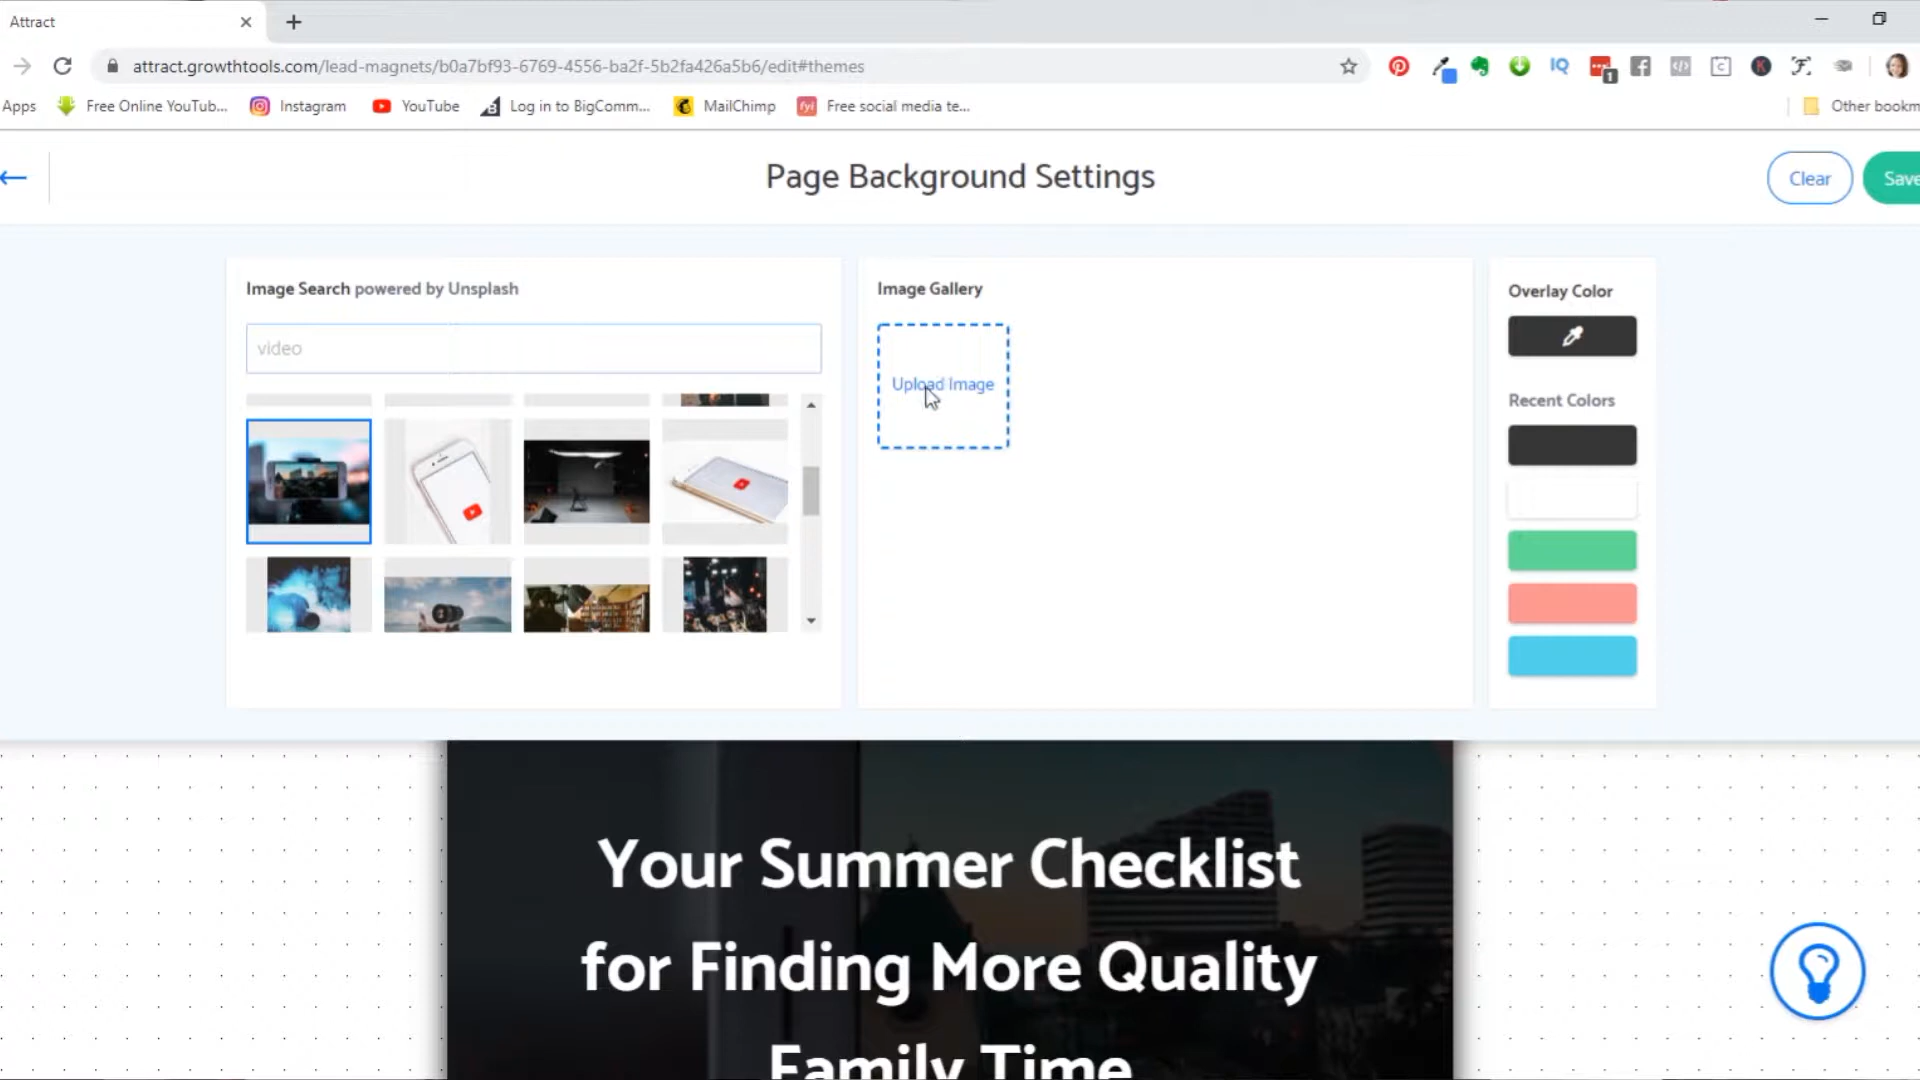 Attract
attract.growthtools.com/lead-magnets/b0a7bf93-6769-4556-ba2f-5b2fa426a5b6/edit#themes
IQ
1
Apps
Free Online YouTub...
Instagram
YouTube
Log in to BigComm...
MailChimp
fyi
Free social media te...
Other bookm
Page Background Settings
Clear
Save
Image Search powered by Unsplash
video
Image Gallery
Upload Image
Overlay Color
Recent Colors
Your Summer Checklist
for Finding More Quality
Family Time